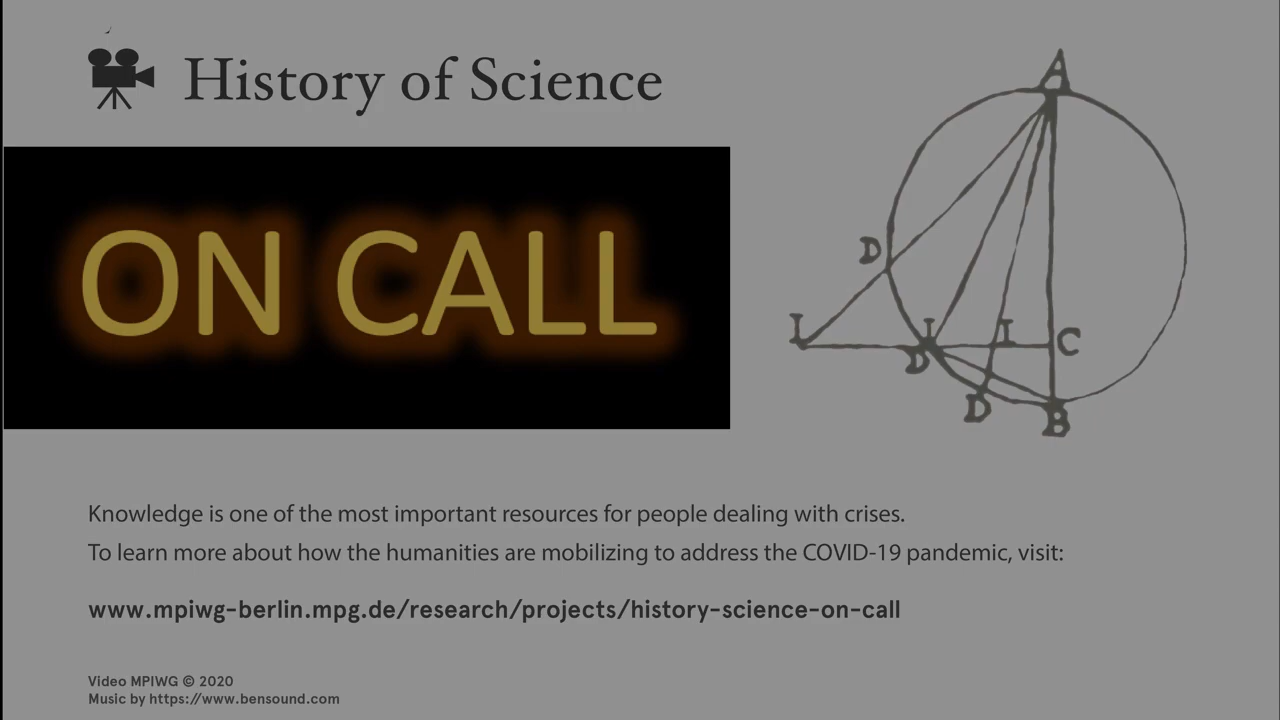 History of Science
ON CALL
A
D
I
I
I
C
D
D
B
Knowledge is one of the most important resources for people dealing with crises.
To learn more about how the humanities are mobilizing to address the COVID-19 pandemic, visit:
www.mpiwg-berlin.mpg.de/research/projects/history-science-on-call
Video MPIWG © 2020
Music by https://www.bensound.com